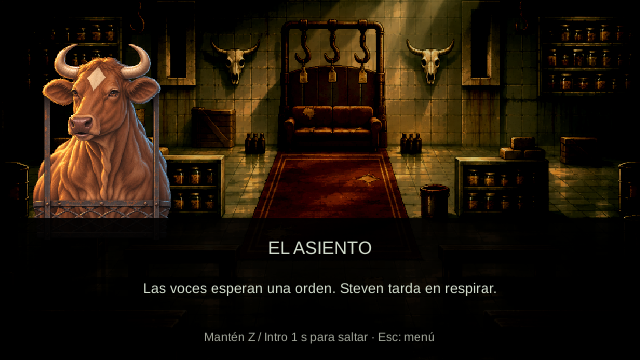 EL ASIENTO
Las voces esperan una orden. Steven tarda en respirar.
Mantén Z / Intro 1 s para saltar · Esc: menú